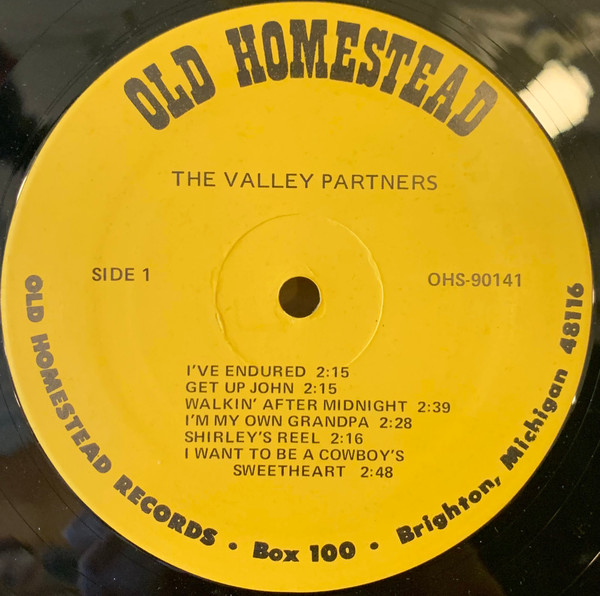 OLD HOMESTEAD
THE VALLEY PARTNERS
SIDE 1
OHS-90141
I'VE ENDURED 2:15
GET UP JOHN 2:15
WALKIN' AFTER MIDNIGHT 2:39
I'M MY OWN GRANDPA 2:28
SHIRLEY'S REEL 2:16
I WANT TO BE A COWBOY'S
SWEETHEART 2:48
OLD HOMESTEAD RECORDS • Box 100 • Brighton, Michigan 48116